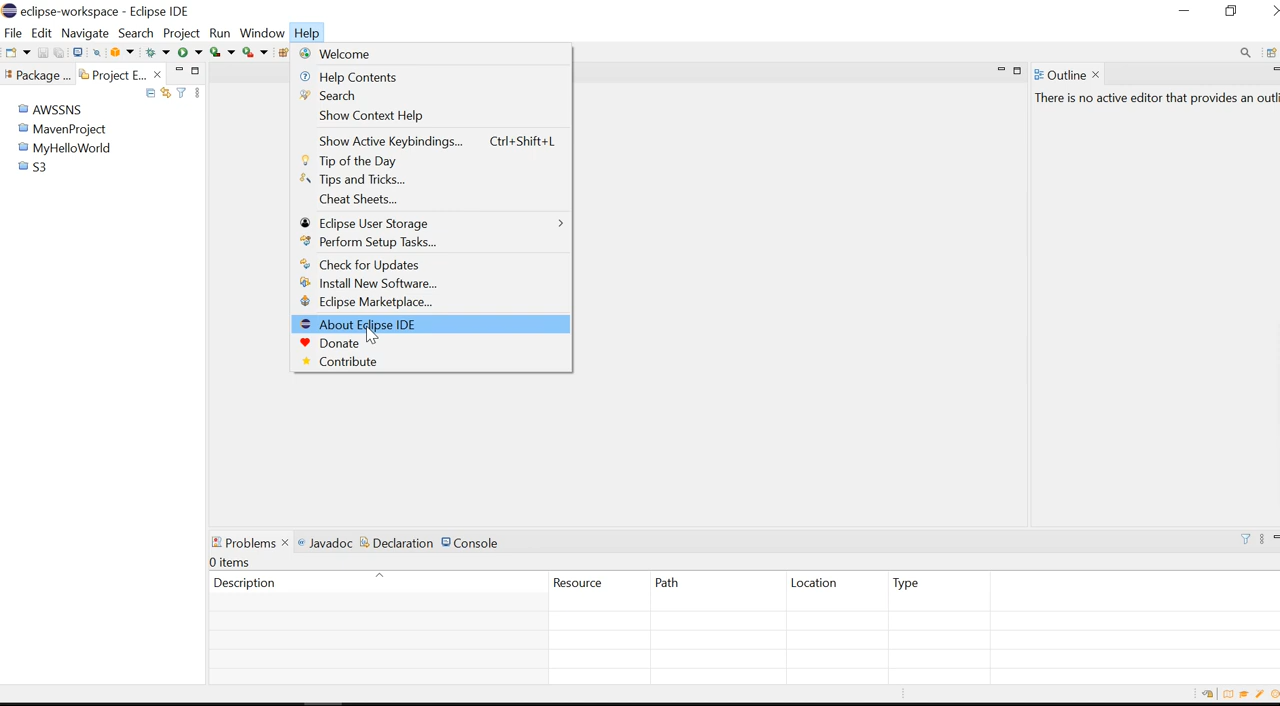 eclipse-workspace - Eclipse IDE
File Edit Navigate Search Project Run Window Help
Package ... Project E...
AWSSNS
MavenProject
MyHelloWorld
S3
Welcome
Help Contents
Search
Show Context Help
Show Active Keybindings... Ctrl+Shift+L
Tip of the Day
Tips and Tricks...
Cheat Sheets...
Eclipse User Storage
Perform Setup Tasks...
Check for Updates
Install New Software...
Eclipse Marketplace...
About Eclipse IDE
Donate
Contribute
Outline
There is no active editor that provides an outli
Problems Javadoc Declaration Console
0 items
Description Resource Path Location Type